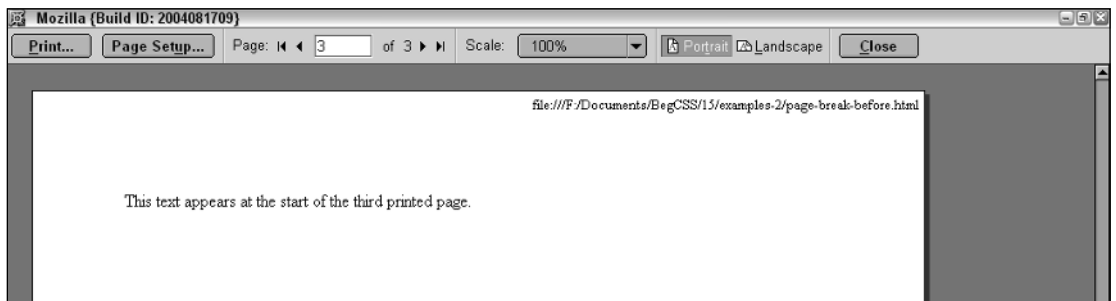 Mozilla {Build ID: 2004081709}
Print... Page Setup... Page: 3 of 3 Scale: 100% Portrait Landscape Close
file:///F:/Documents/BegCSS/15/examples-2/page-break-before.html
This text appears at the start of the third printed page.